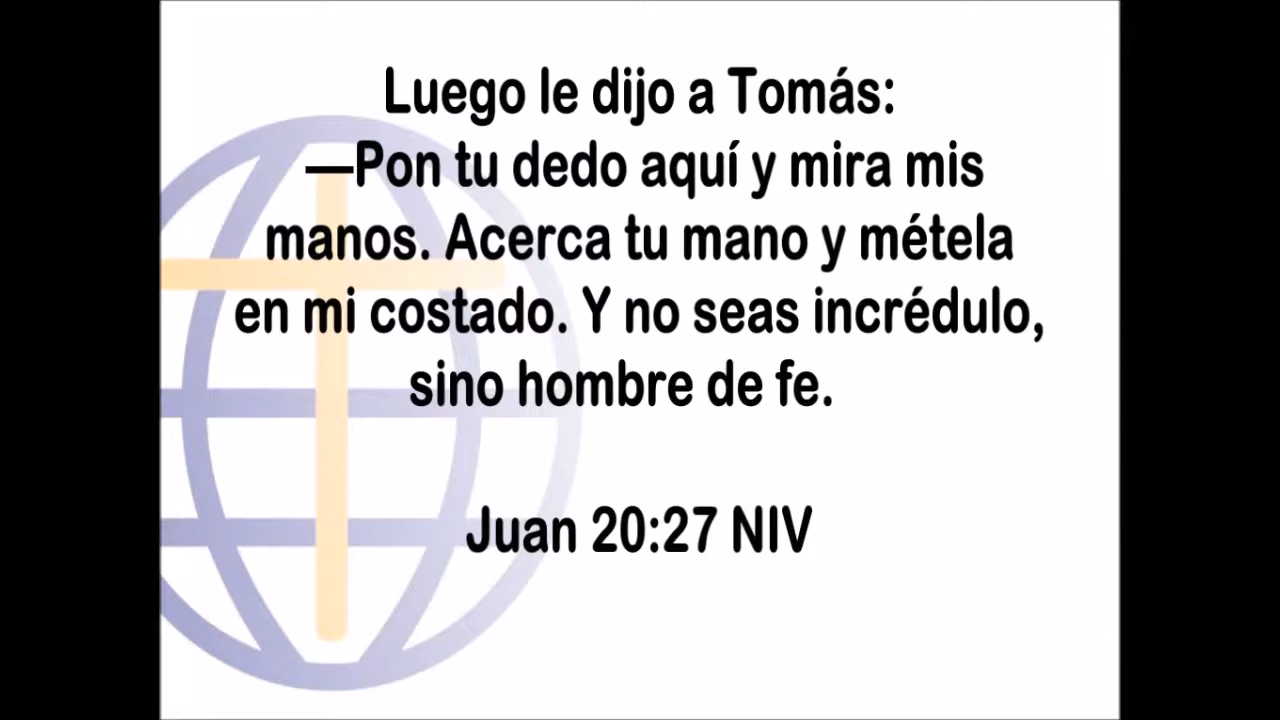 Luego le dijo a Tomás:
—Pon tu dedo aquí y mira mis
manos. Acerca tu mano y métela
en mi costado. Y no seas incrédulo,
sino hombre de fe.
Juan 20:27 NIV